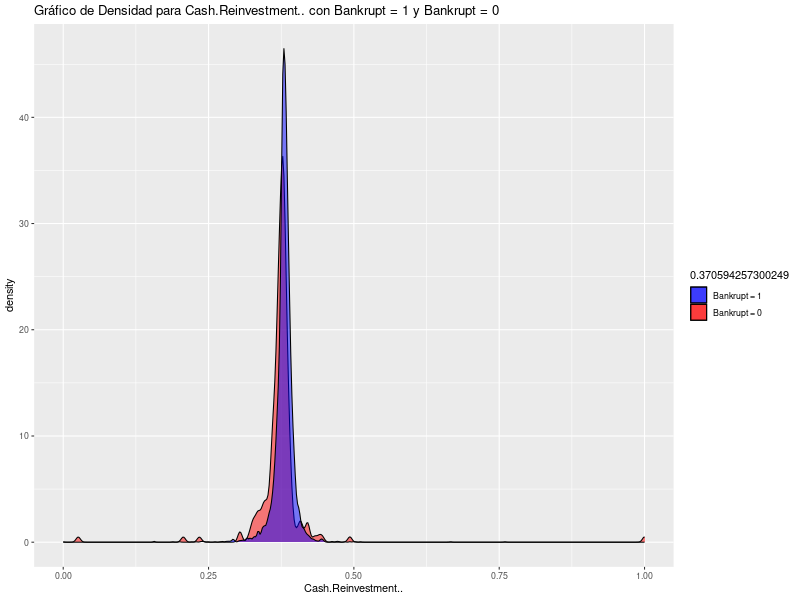 Gráfico de Densidad para Cash.Reinvestment.. con Bankrupt = 1 y Bankrupt = 0
density
40
30
20
10
0
0.00 0.25 0.50 0.75 1.00
Cash.Reinvestment..
0.370594257300249
Bankrupt = 1
Bankrupt = 0